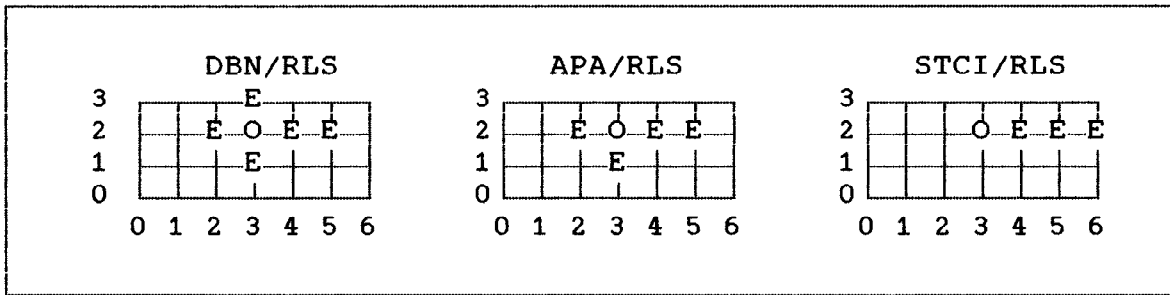 DBN/RLS APA/RLS STCI/RLS
3 E 3 3
2 E O E E 2 E O E E 2 O E E E
1 E 1 E 1
0 0 0
0 1 2 3 4 5 6 0 1 2 3 4 5 6 0 1 2 3 4 5 6